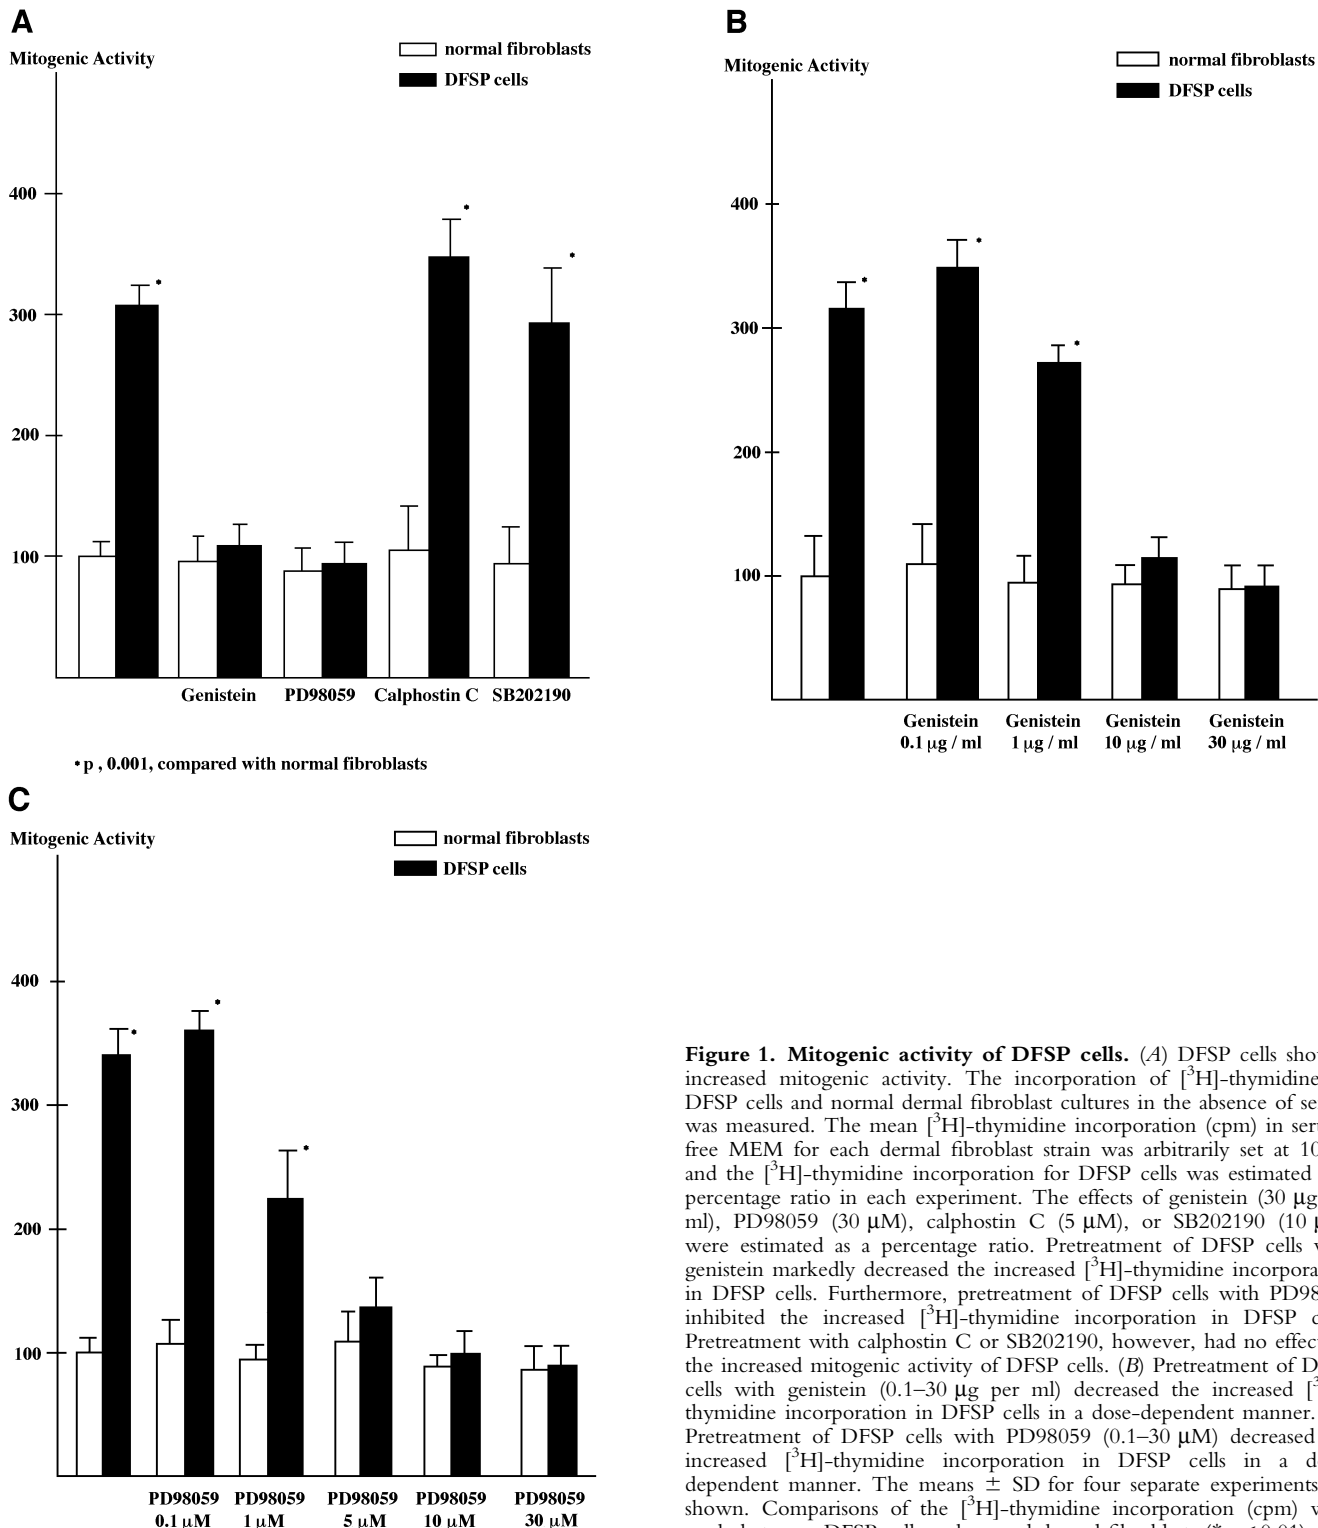 A
Mitogenic Activity
normal fibroblasts
DFSP cells
400
300
200
100
*
*
*
Genistein PD98059 Calphostin C SB202190
*p , 0.001, compared with normal fibroblasts
B
Mitogenic Activity
normal fibroblasts
DFSP cells
400
300
200
100
*
*
*
Genistein Genistein Genistein Genistein
0.1 μg / ml 1 μg / ml 10 μg / ml 30 μg / ml
C
Mitogenic Activity
normal fibroblasts
DFSP cells
400
300
200
100
*
*
*
PD98059 PD98059 PD98059 PD98059 PD98059
0.1 μM 1 μM 5 μM 10 μM 30 μM
Figure 1. Mitogenic activity of DFSP cells. (A) DFSP cells sho
increased mitogenic activity. The incorporation of [3H]-thymidine
DFSP cells and normal dermal fibroblast cultures in the absence of se
was measured. The mean [3H]-thymidine incorporation (cpm) in seru
free MEM for each dermal fibroblast strain was arbitrarily set at 10
and the [3H]-thymidine incorporation for DFSP cells was estimated
percentage ratio in each experiment. The effects of genistein (30 μg
ml), PD98059 (30 μM), calphostin C (5 μM), or SB202190 (10 μ
were estimated as a percentage ratio. Pretreatment of DFSP cells w
genistein markedly decreased the increased [3H]-thymidine incorpora
in DFSP cells. Furthermore, pretreatment of DFSP cells with PD98
inhibited the increased [3H]-thymidine incorporation in DFSP c
Pretreatment with calphostin C or SB202190, however, had no effec
the increased mitogenic activity of DFSP cells. (B) Pretreatment of D
cells with genistein (0.1–30 μg per ml) decreased the increased [3
thymidine incorporation in DFSP cells in a dose-dependent manner.
Pretreatment of DFSP cells with PD98059 (0.1–30 μM) decreased
increased [3H]-thymidine incorporation in DFSP cells in a d
dependent manner. The means ± SD for four separate experiments
shown. Comparisons of the [3H]-thymidine incorporation (cpm) w